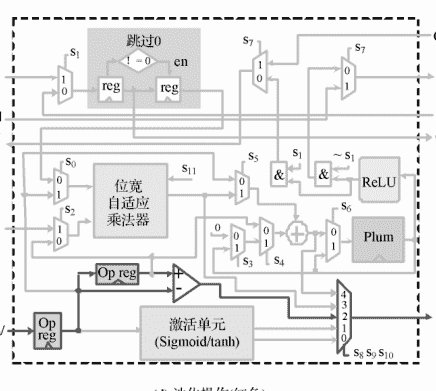 跳过0
s1
! = 0
en
s7
s7
1
0
reg
reg
1
0
0
1
s1
~ s1
&
&
ReLU
s0
s11
s5
0
1
位宽
自适应
乘法器
0
1
s2
1
0
s6
0
0
1
0
1
0
1
Plum
s3
s4
Op reg
+
-
Op
reg
激活单元
(Sigmoid/tanh)
4
3
2
1
0
s8 s9 s10